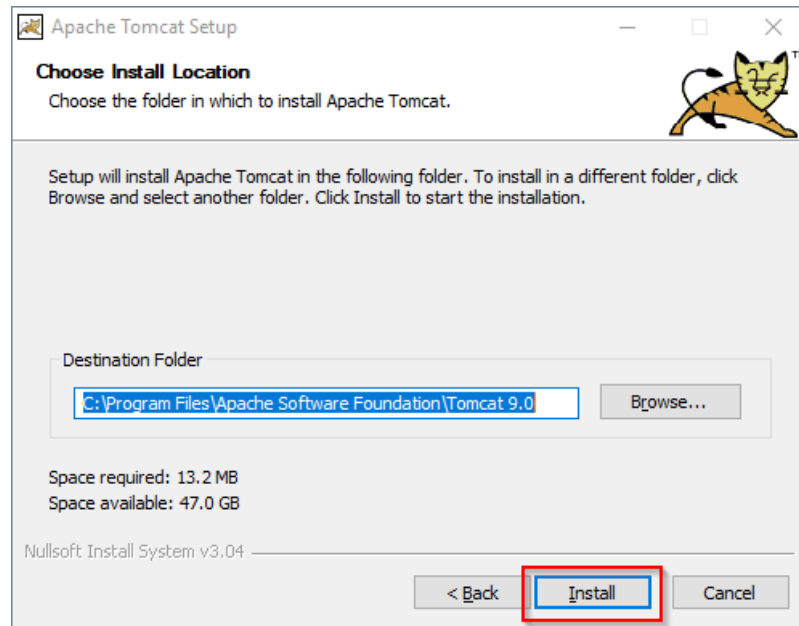 Apache Tomcat Setup
Choose Install Location
Choose the folder in which to install Apache Tomcat.
Setup will install Apache Tomcat in the following folder. To install in a different folder, click
Browse and select another folder. Click Install to start the installation.
Destination Folder
C:\Program Files\Apache Software Foundation\Tomcat 9.0
Browse...
Space required: 13.2 MB
Space available: 47.0 GB
Nullsoft Install System v3.04
< Back
Install
Cancel